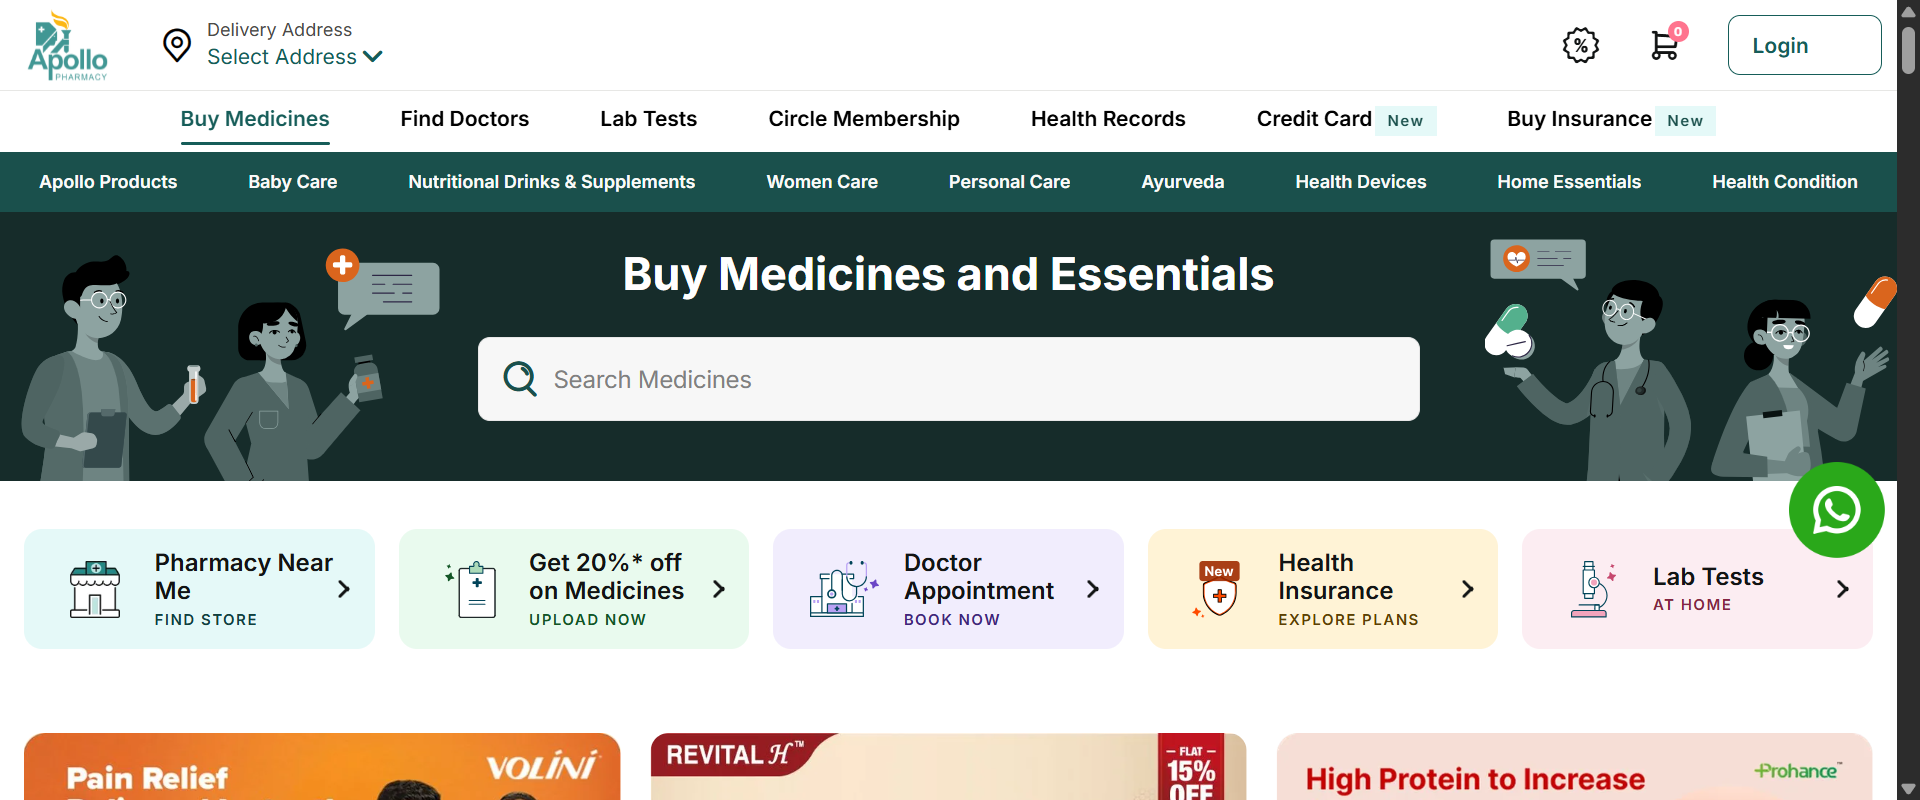 Apollo
PHARMACY
Delivery Address
Select Address
%
0
Login
Buy Medicines
Find Doctors
Lab Tests
Circle Membership
Health Records
Credit Card New
Buy Insurance New
Apollo Products
Baby Care
Nutritional Drinks & Supplements
Women Care
Personal Care
Ayurveda
Health Devices
Home Essentials
Health Condition
Buy Medicines and Essentials
Search Medicines
Pharmacy Near
Me
FIND STORE
Get 20%* off
on Medicines
UPLOAD NOW
Doctor
Appointment
BOOK NOW
New
Health
Insurance
EXPLORE PLANS
Lab Tests
AT HOME
Pain Relief
VOLINI
REVITAL H™
FLAT
15%
OFF
High Protein to Increase
Prohance™